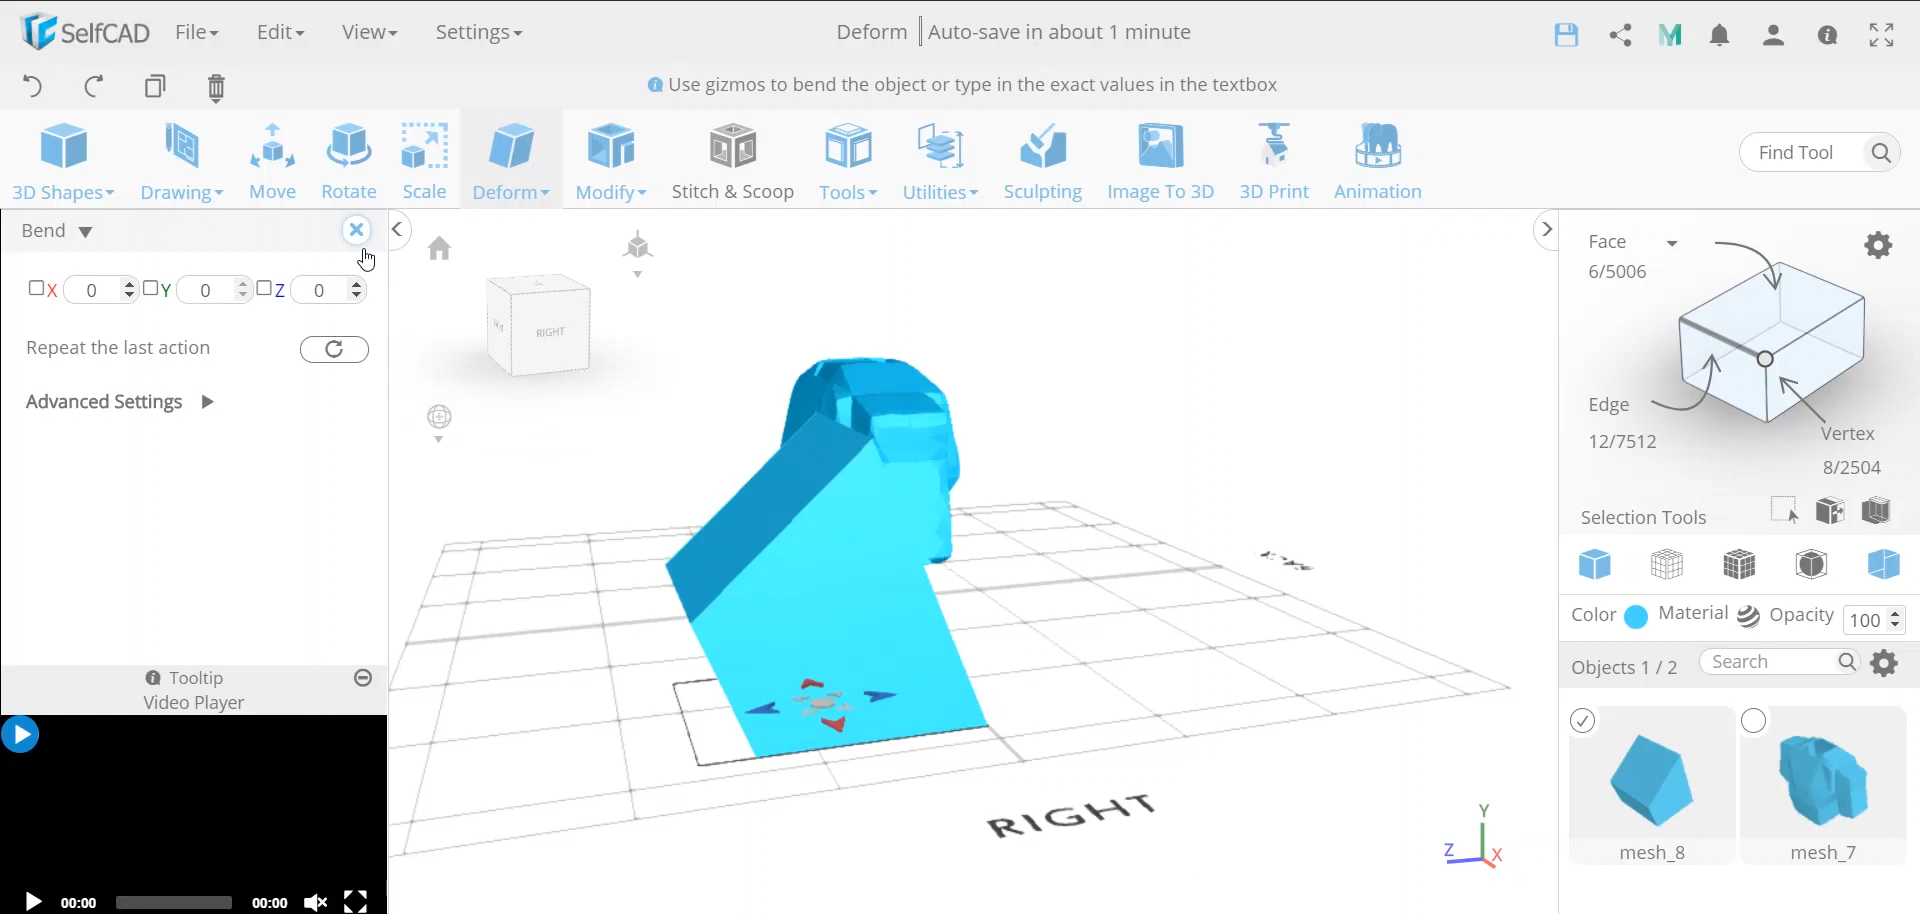 SelfCAD File Edit View Settings Deform Auto-save in about 1 minute
Use gizmos to bend the object or type in the exact values in the textbox
3D Shapes Drawing Move Rotate Scale Deform Modify Stitch & Scoop Tools Utilities Sculpting Image To 3D 3D Print Animation Find Tool
Bend
X 0 Y 0 Z 0
Repeat the last action
Advanced Settings
Tooltip
Video Player
00:00 00:00
RIGHT
RIGHT
Y
Z X
Face
6/5006
Edge
12/7512
Vertex
8/2504
Selection Tools
Color Material Opacity 100
Objects 1 / 2 Search
mesh_8 mesh_7